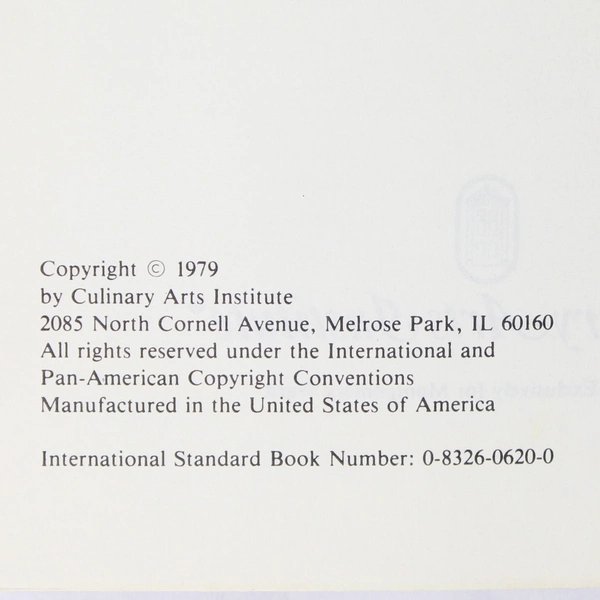 Copyright © 1979
by Culinary Arts Institute
2085 North Cornell Avenue, Melrose Park, IL 60160
All rights reserved under the International and
Pan-American Copyright Conventions
Manufactured in the United States of America
International Standard Book Number: 0-8326-0620-0